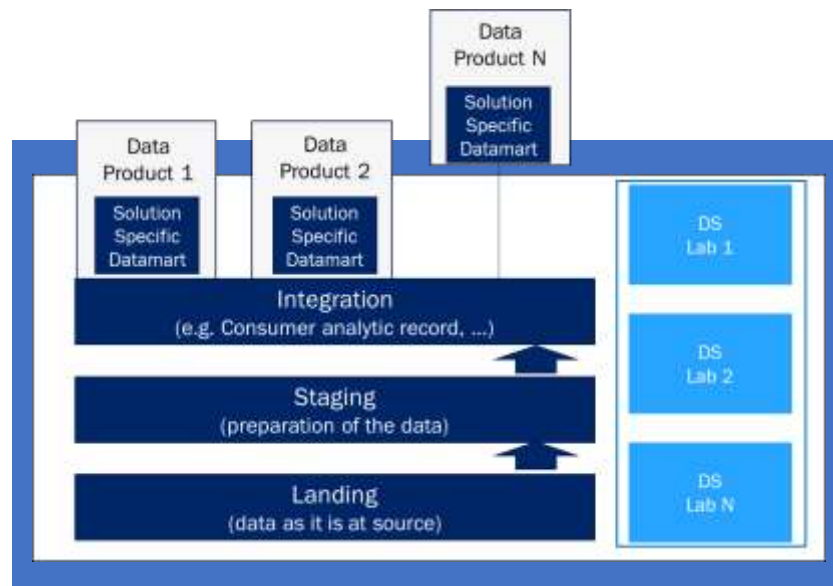 Data
Product N
Solution
Specific
Datamart
Data
Product 1
Solution
Specific
Datamart
Data
Product 2
Solution
Specific
Datamart
Integration
(e.g. Consumer analytic record, ...)
Staging
(preparation of the data)
Landing
(data as it is at source)
DS
Lab 1
DS
Lab 2
DS
Lab N